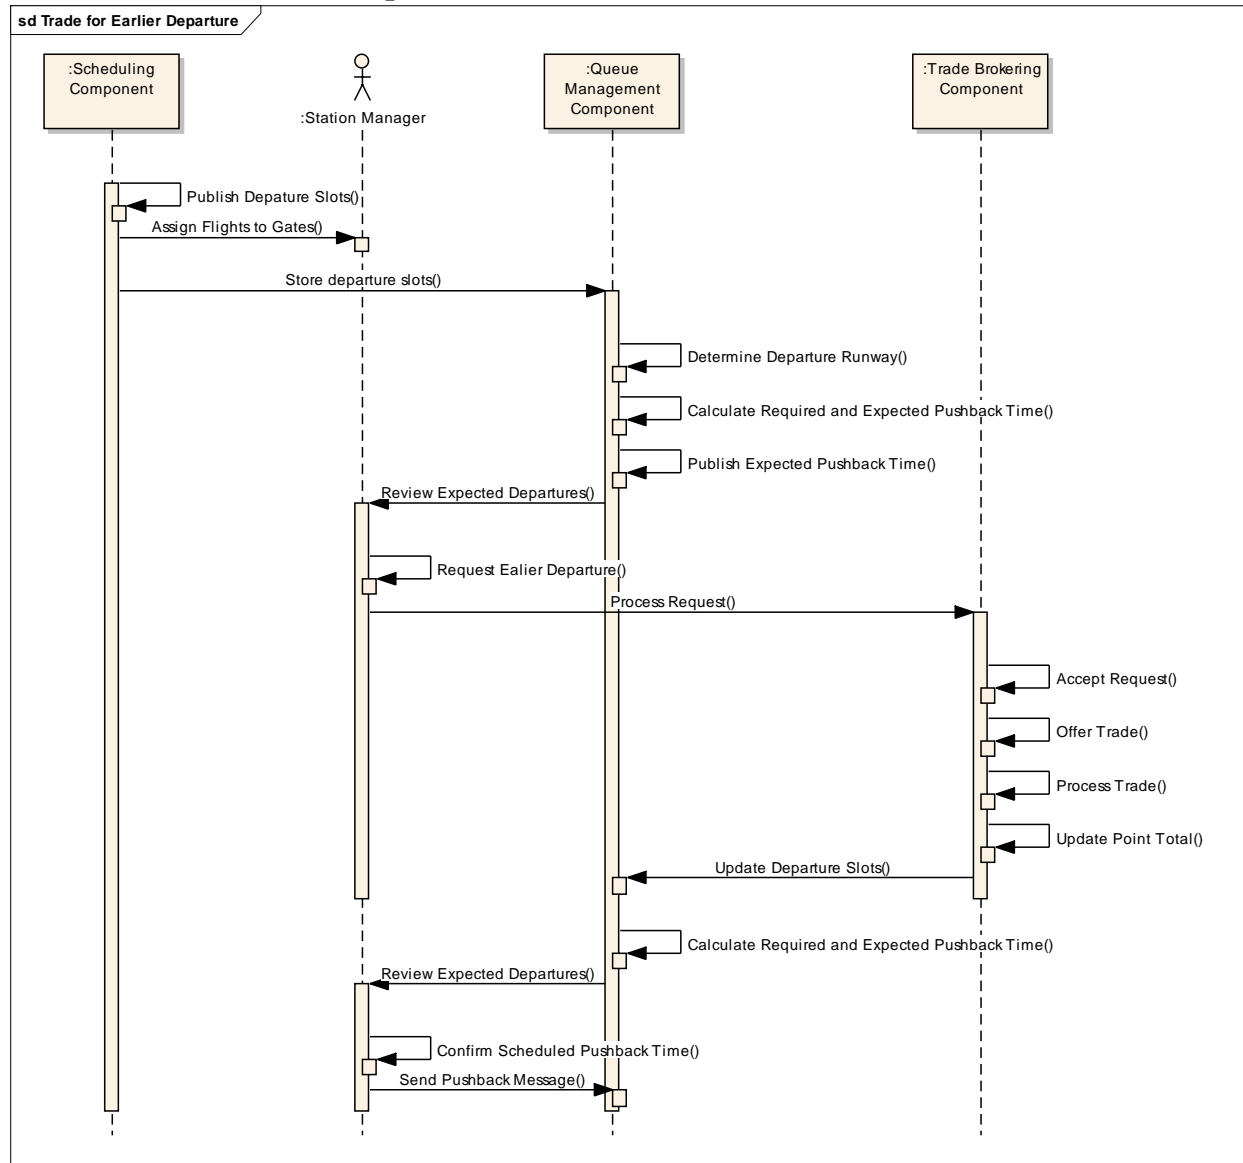 sd Trade for Earlier Departure
:Scheduling
Component
:Station Manager
:Queue
Management
Component
:Trade Brokering
Component
Publish Depature Slots()
Assign Flights to Gates()
Store departure slots()
Determine Departure Runway()
Calculate Required and Expected Pushback Time()
Publish Expected Pushback Time()
Review Expected Departures()
Request Ealier Departure()
Process Request()
Accept Request()
Offer Trade()
Process Trade()
Update Point Total()
Update Departure Slots()
Calculate Required and Expected Pushback Time()
Review Expected Departures()
Confirm Scheduled Pushback Time()
Send Pushback Message()